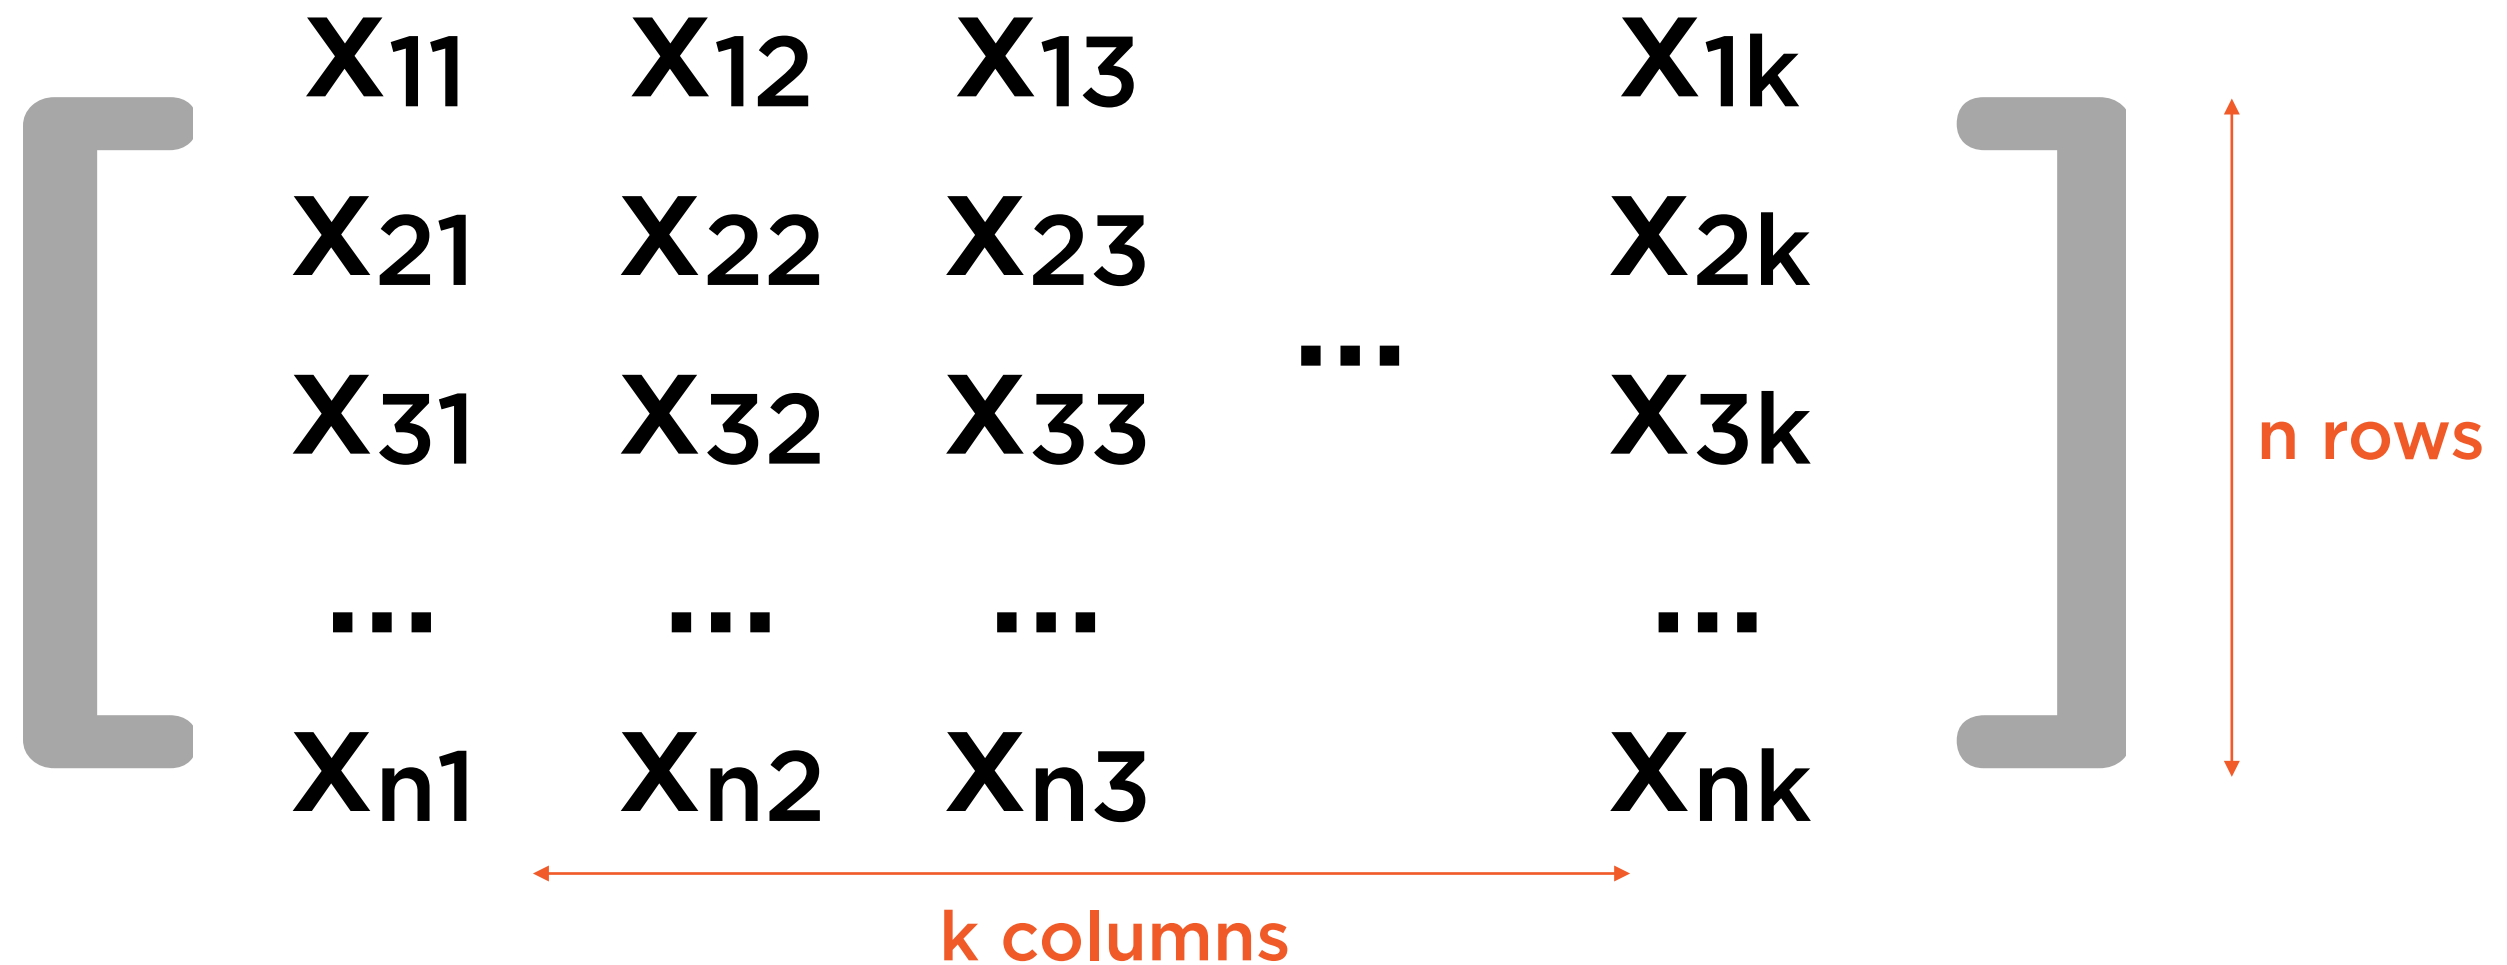 X11 X12 X13 X1k
X21 X22 X23 X2k
...
X31 X32 X33 X3k
n rows
... ... ... ...
Xn1 Xn2 Xn3 Xnk
k columns